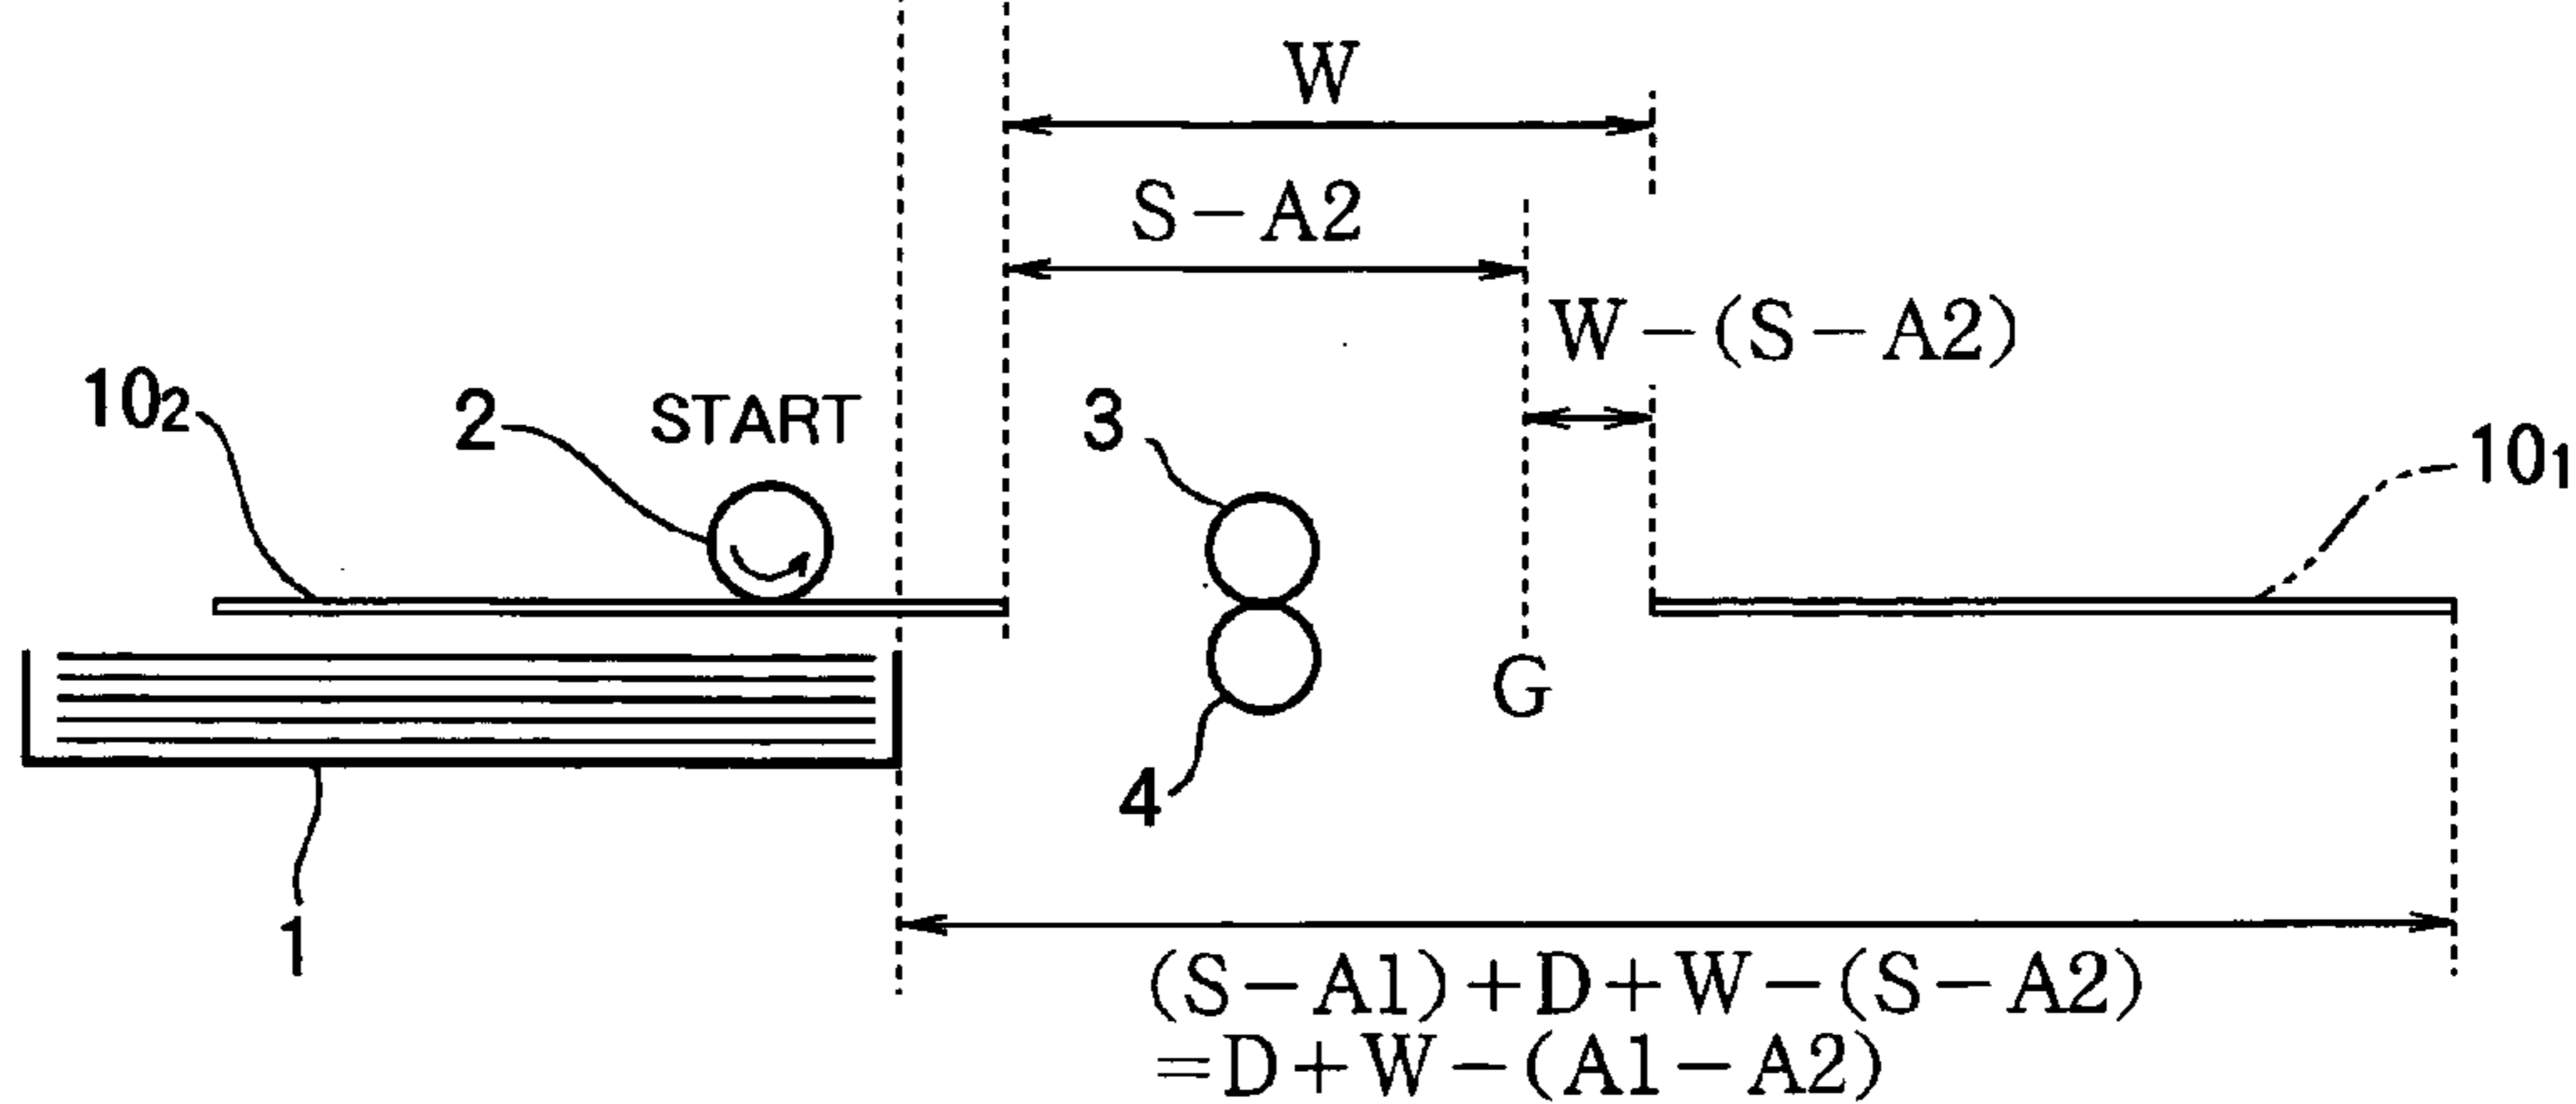 W
S-A2
W-(S-A2)
10₂
2
START
3
10₁
G
4
1
(S-A1)+D+W-(S-A2)
=D+W-(A1-A2)